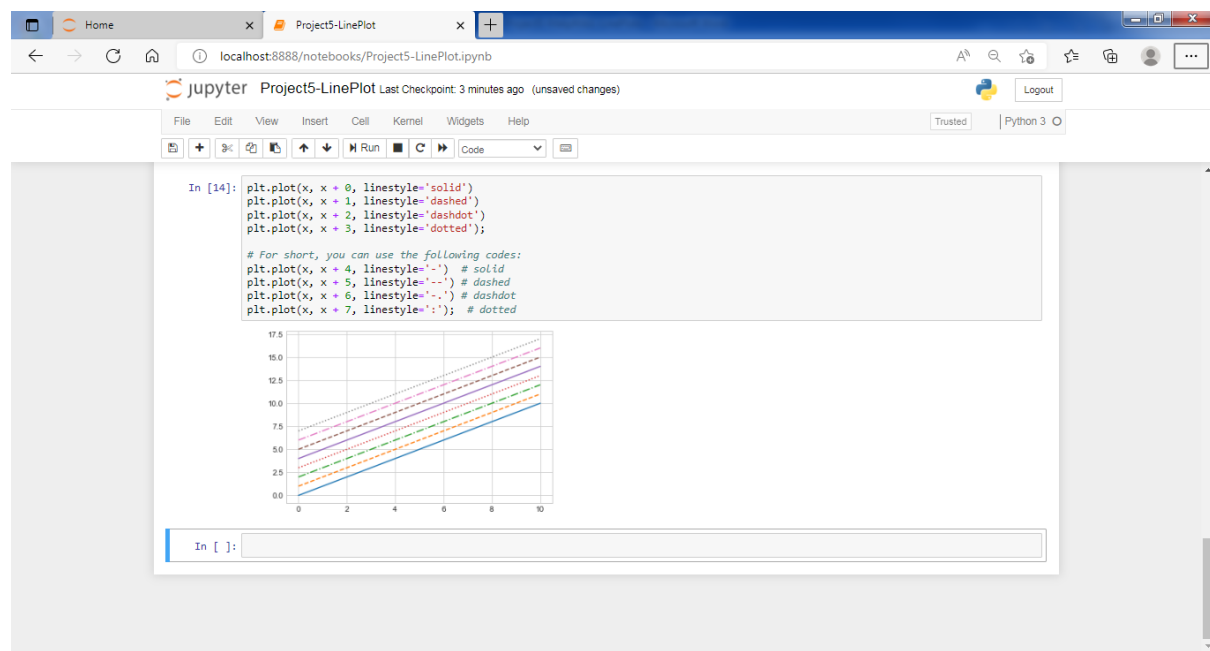 Home
Project5-LinePlot
localhost:8888/notebooks/Project5-LinePlot.ipynb
jupyter Project5-LinePlot Last Checkpoint: 3 minutes ago (unsaved changes)
Logout
File Edit View Insert Cell Kernel Widgets Help
Trusted Python 3
Run Code
In [14]: plt.plot(x, x + 0, linestyle='solid')
plt.plot(x, x + 1, linestyle='dashed')
plt.plot(x, x + 2, linestyle='dashdot')
plt.plot(x, x + 3, linestyle='dotted');
# For short, you can use the following codes:
plt.plot(x, x + 4, linestyle='-') # solid
plt.plot(x, x + 5, linestyle='--') # dashed
plt.plot(x, x + 6, linestyle='-.') # dashdot
plt.plot(x, x + 7, linestyle=':'); # dotted
17.5
15.0
12.5
10.0
7.5
5.0
2.5
0.0
0 2 4 6 8 10
In [ ]: